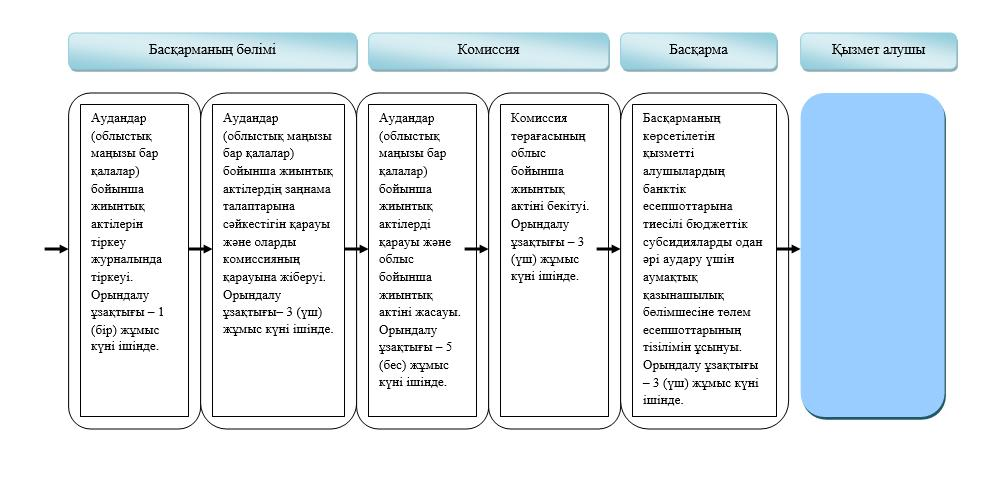 Басқарманың бөлімі
Комиссия
Басқарма
Қызмет алушы
Аудандар
(облыстық
маңызы бар
қалалар)
бойынша
жиынтық
актілерін
тіркеу
журналында
тіркеуі.
Орындалу
ұзақтығы – 1
(бір) жұмыс
күні ішінде.
Аудандар
(облыстық маңызы
бар қалалар)
бойынша жиынтық
актілердің заңнама
талаптарына
сәйкестігін қарауы
және оларды
комиссияның
қарауына жіберуі.
Орындалу
ұзақтығы– 3 (үш)
жұмыс күні ішінде.
Аудандар
(облыстық
маңызы бар
қалалар)
бойынша
жиынтық
актілерді
қарауы және
облыс
бойынша
жиынтық
актіні жасауы.
Орындалу
ұзақтығы – 5
(бес) жұмыс
күні ішінде.
Комиссия
төрағасының
облыс
бойынша
жиынтық
актіні бекітуі.
Орындалу
ұзақтығы – 3
(үш) жұмыс
күні ішінде.
Басқарманың
көрсетілетін
қызметті
алушылардың
банктік
есепшоттарына
тиесілі бюджеттік
субсидияларды одан
әрі аудару үшін
аумақтық
қазынашылық
бөлімшесіне төлем
есепшоттарының
тізілімін ұсынуы.
Орындалу ұзақтығы
– 3 (үш) жұмыс күні
ішінде.